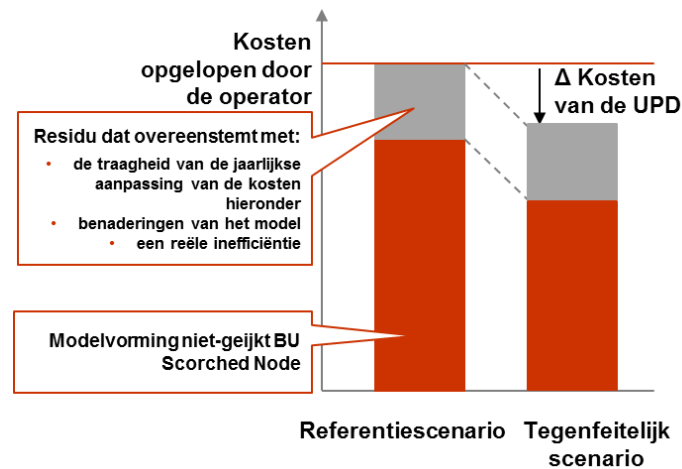 Kosten
opgelopen door
de operator
Δ Kosten
van de UPD
Residu dat overeenstemt met:
• de traagheid van de jaarlijkse
aanpassing van de kosten
hieronder
• benaderingen van het model
• een reële inefficiëntie
Modelvorming niet-geijkt BU
Scorched Node
Referentiescenario
Tegenfeitelijk
scenario